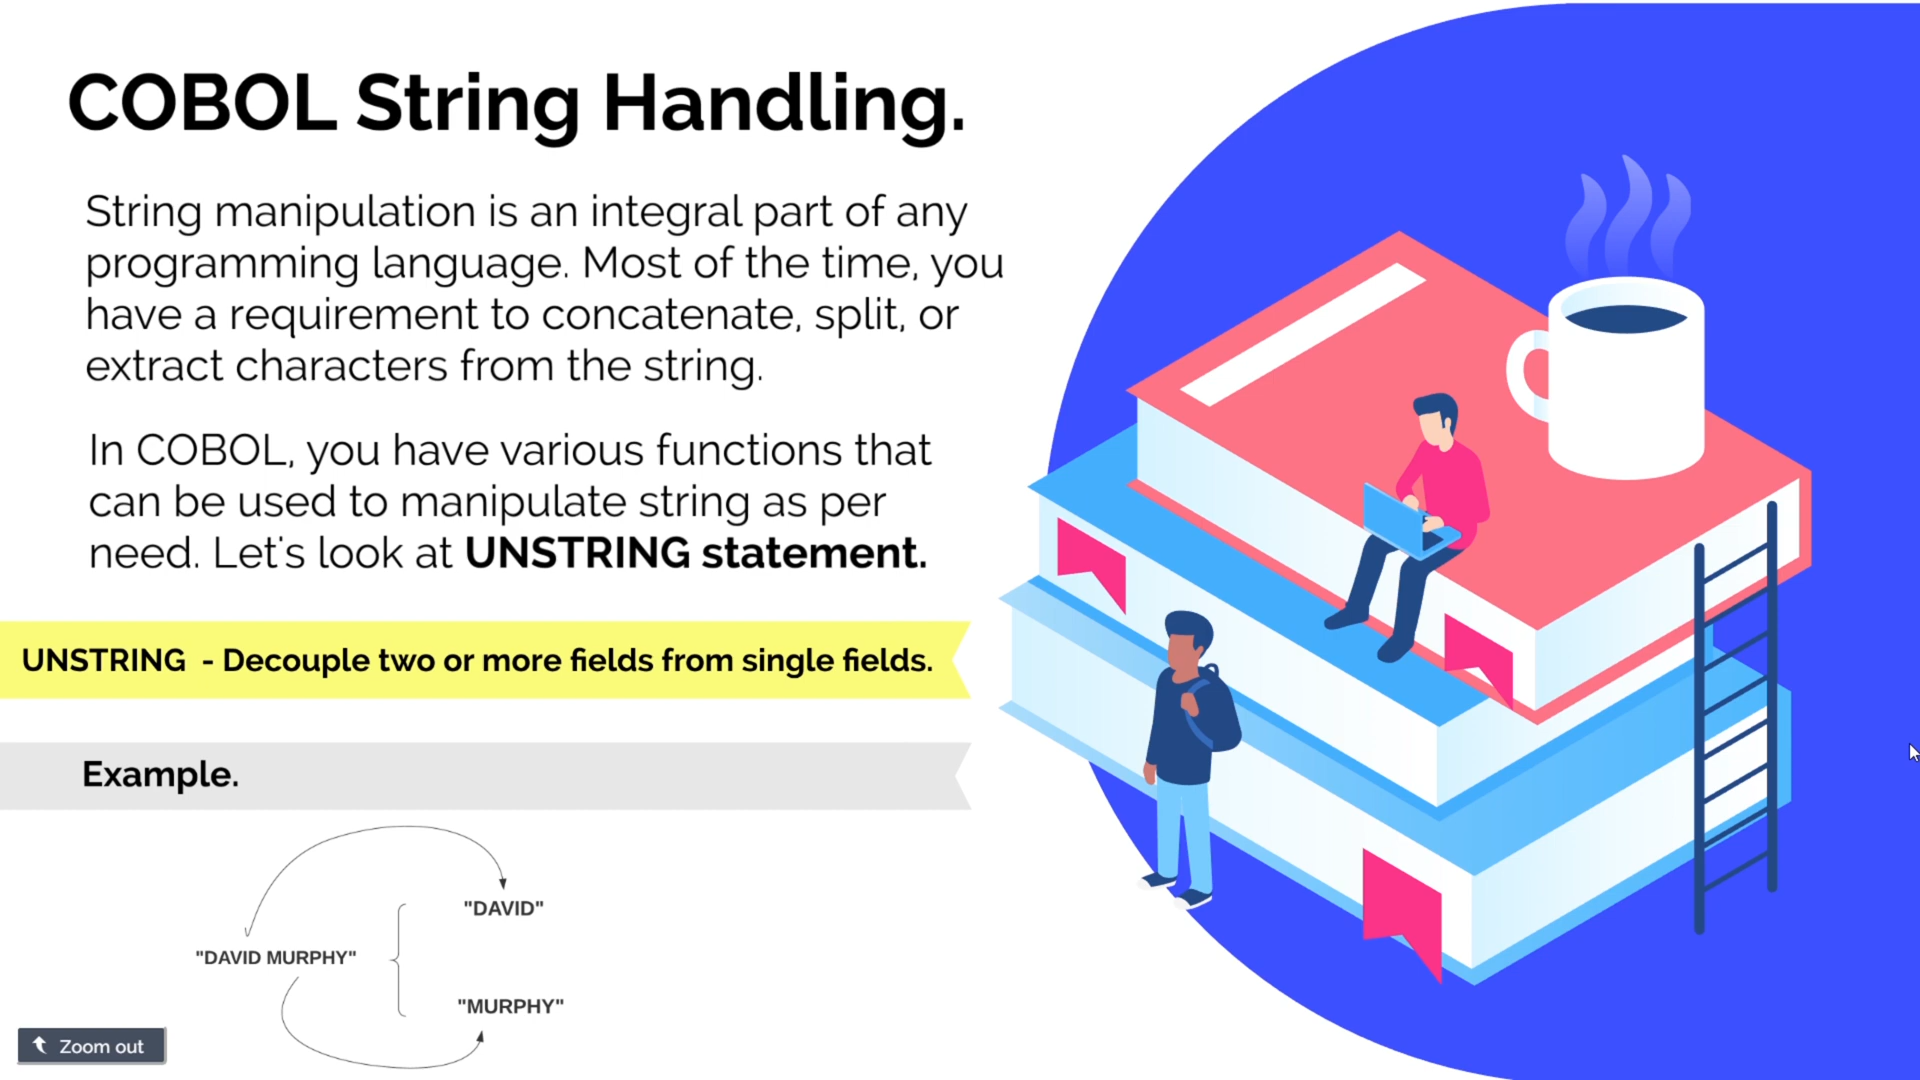 COBOL String Handling.
String manipulation is an integral part of any
programming language. Most of the time, you
have a requirement to concatenate, split, or
extract characters from the string.
In COBOL, you have various functions that
can be used to manipulate string as per
need. Let's look at UNSTRING statement.
UNSTRING - Decouple two or more fields from single fields.
Example.
"DAVID"
"DAVID MURPHY"
"MURPHY"
Zoom out